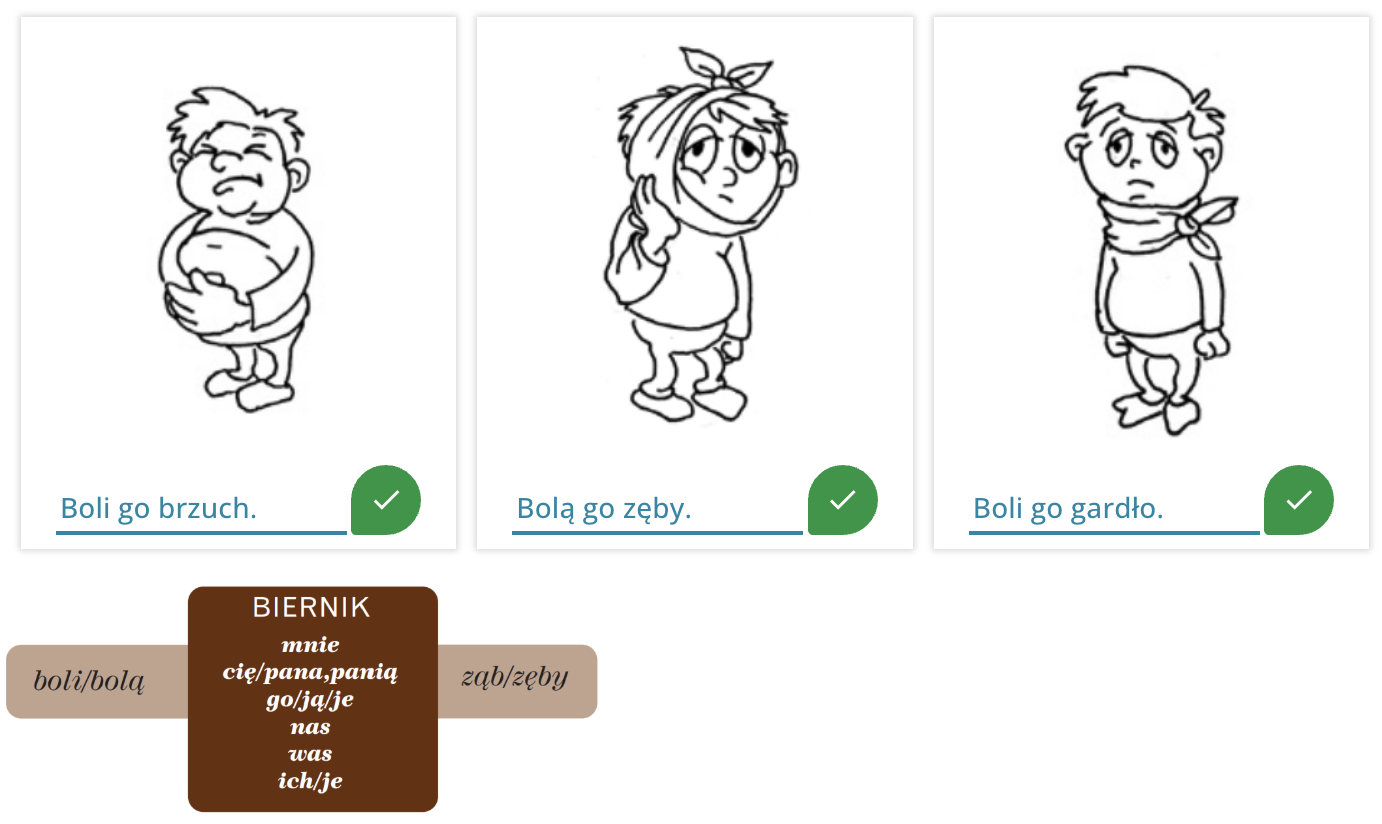 Boli go brzuch.
Bolą go zęby.
Boli go gardło.
BIERNIK
mnie
cię/pana,panią
go/ją/je
nas
was
ich/je
boli/bolą
ząb/zęby